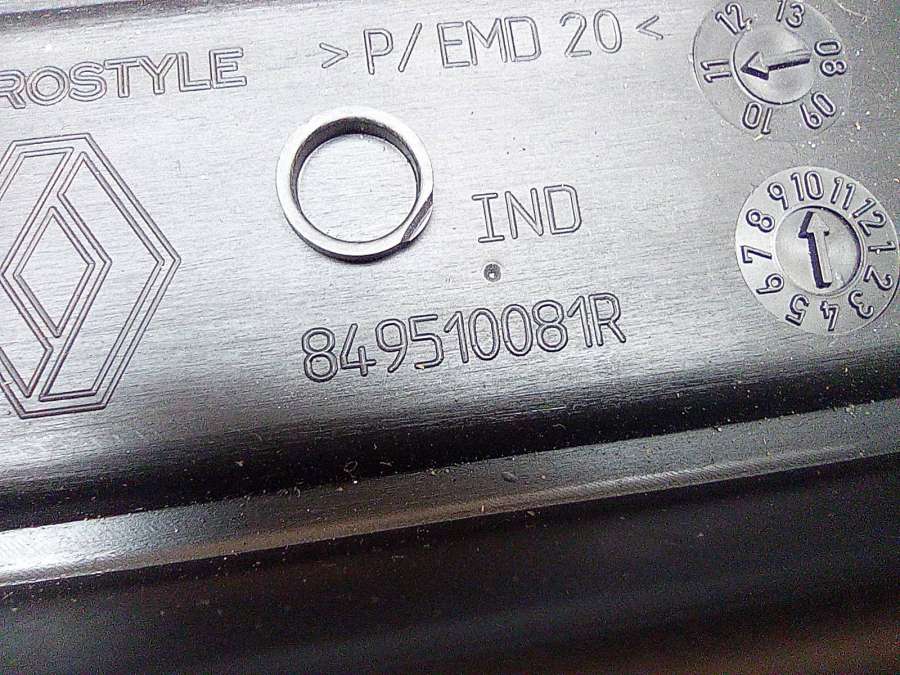 ROSTYLE
>P/EMD 20<
IND
849510081R
08 09 10 11 12 13
1 2 3 4 5 6 7 8 9 10 11 12